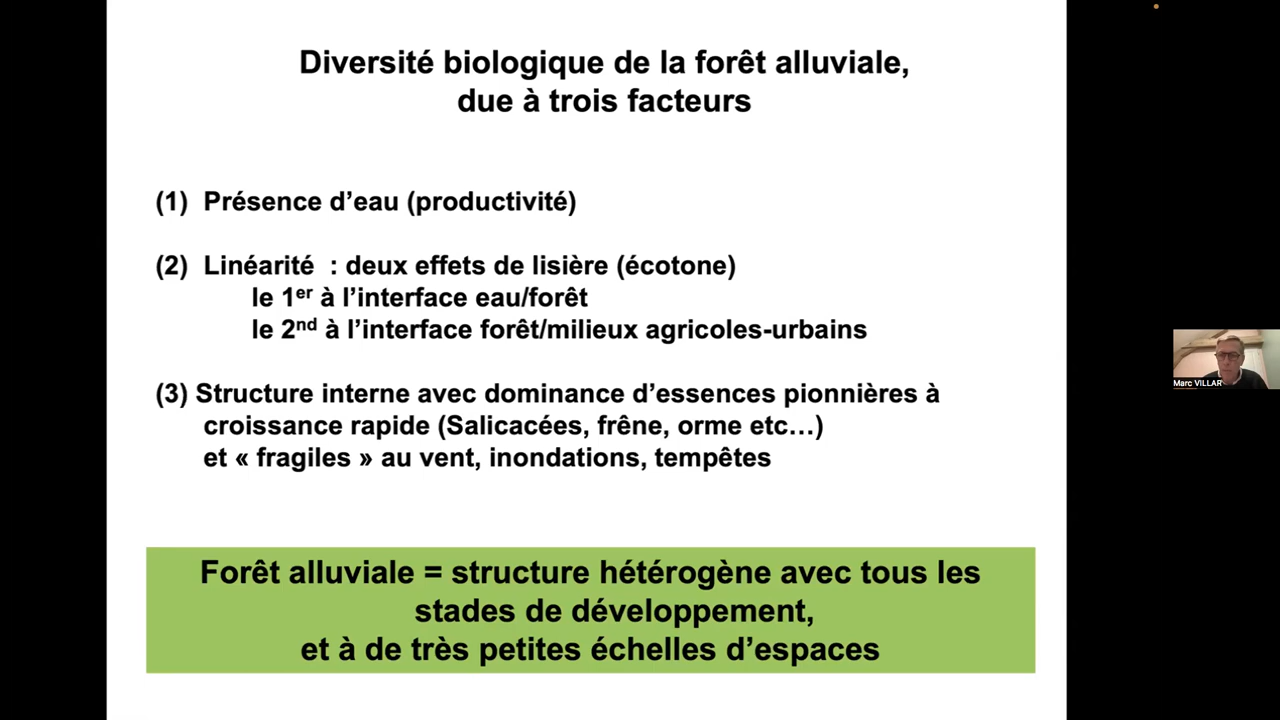 Diversité biologique de la forêt alluviale,
due à trois facteurs
(1) Présence d’eau (productivité)
(2) Linéarité : deux effets de lisière (écotone)
le 1er à l’interface eau/forêt
le 2nd à l’interface forêt/milieux agricoles-urbains
(3) Structure interne avec dominance d’essences pionnières à
croissance rapide (Salicacées, frêne, orme etc…)
et « fragiles » au vent, inondations, tempêtes
Marc VILLAR
Forêt alluviale = structure hétérogène avec tous les
stades de développement,
et à de très petites échelles d’espaces